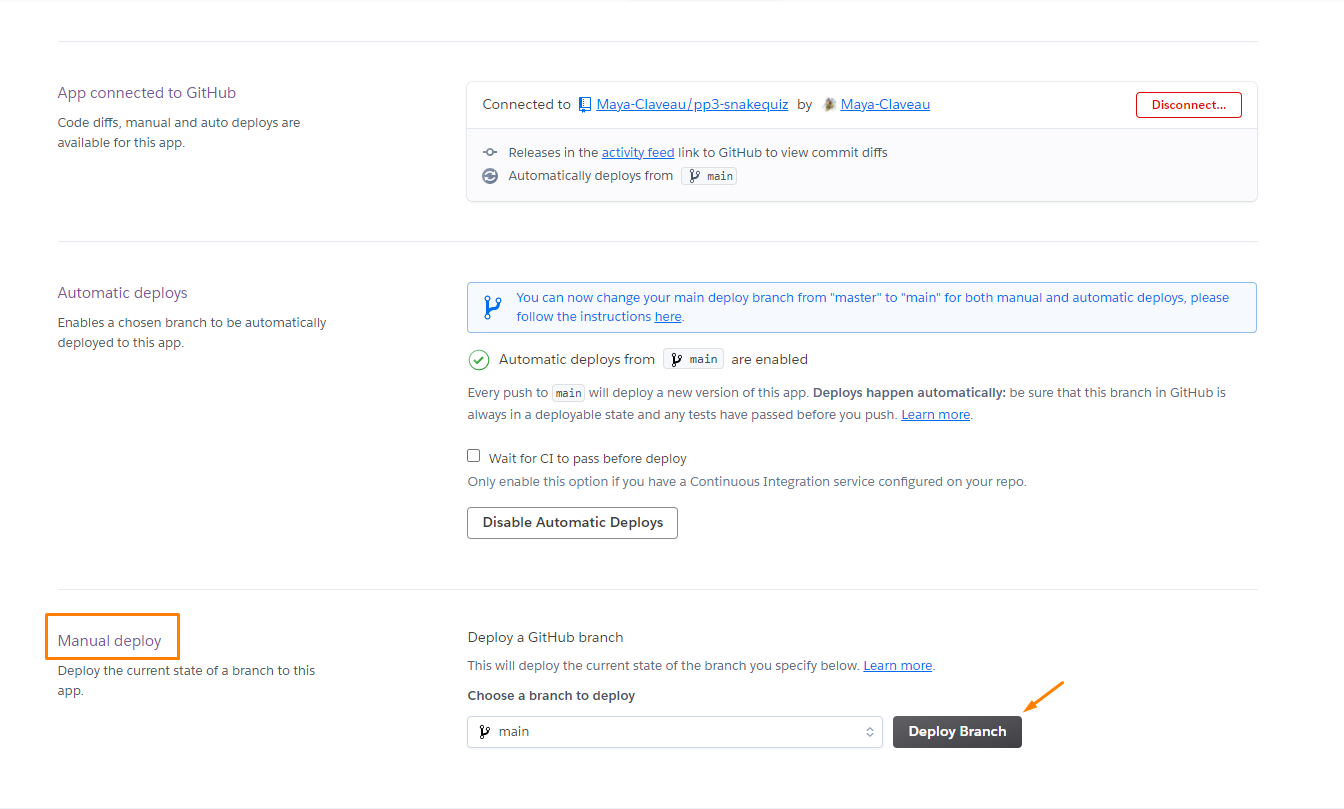 App connected to GitHub
Code diffs, manual and auto deploys are
available for this app.
Connected to Maya-Claveau/pp3-snakequiz by Maya-Claveau
Disconnect...
Releases in the activity feed link to GitHub to view commit diffs
Automatically deploys from main
Automatic deploys
Enables a chosen branch to be automatically
deployed to this app.
You can now change your main deploy branch from "master" to "main" for both manual and automatic deploys, please
follow the instructions here.
Automatic deploys from main are enabled
Every push to main will deploy a new version of this app. Deploys happen automatically: be sure that this branch in GitHub is
always in a deployable state and any tests have passed before you push. Learn more.
Wait for CI to pass before deploy
Only enable this option if you have a Continuous Integration service configured on your repo.
Disable Automatic Deploys
Manual deploy
Deploy the current state of a branch to this
app.
Deploy a GitHub branch
This will deploy the current state of the branch you specify below. Learn more.
Choose a branch to deploy
main
Deploy Branch